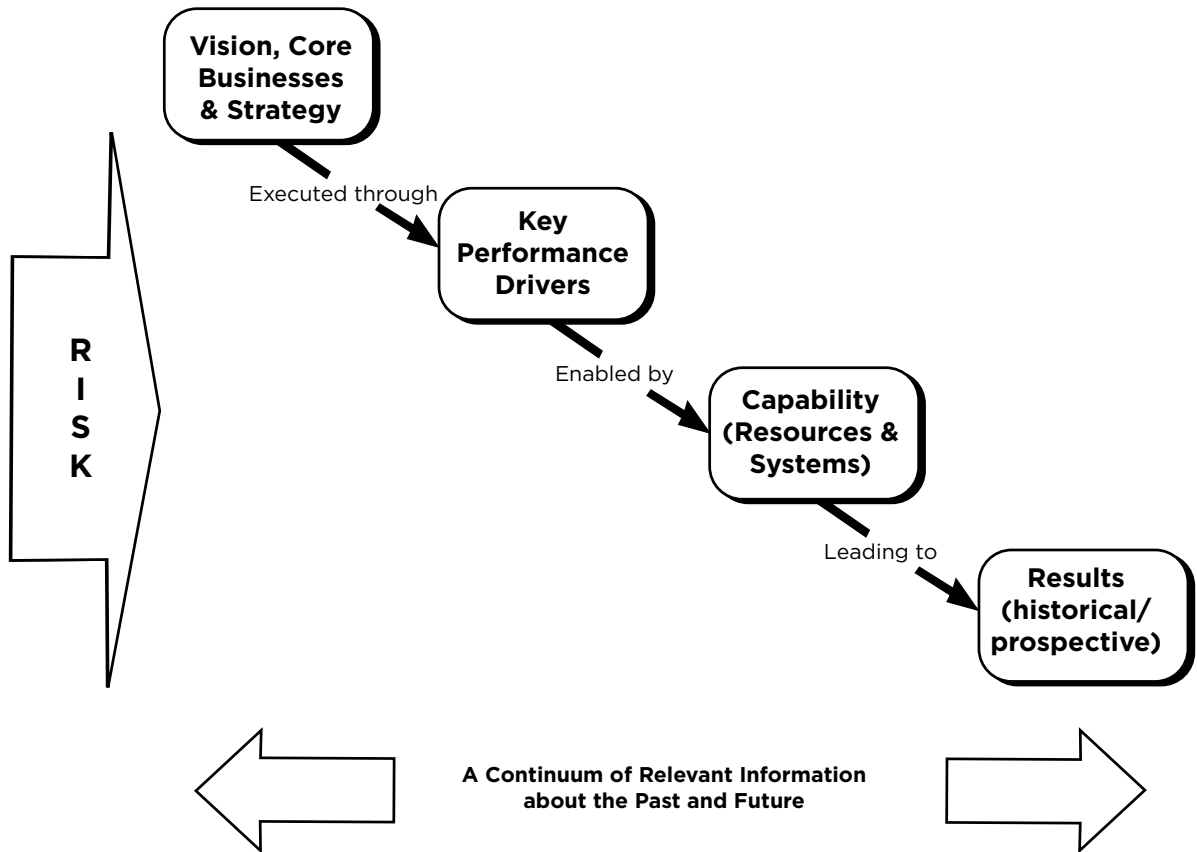 Vision, Core
Businesses
& Strategy
Executed through
Key
Performance
Drivers
Enabled by
Capability
(Resources &
Systems)
Leading to
Results
(historical/
prospective)
R
I
S
K
A Continuum of Relevant Information
about the Past and Future